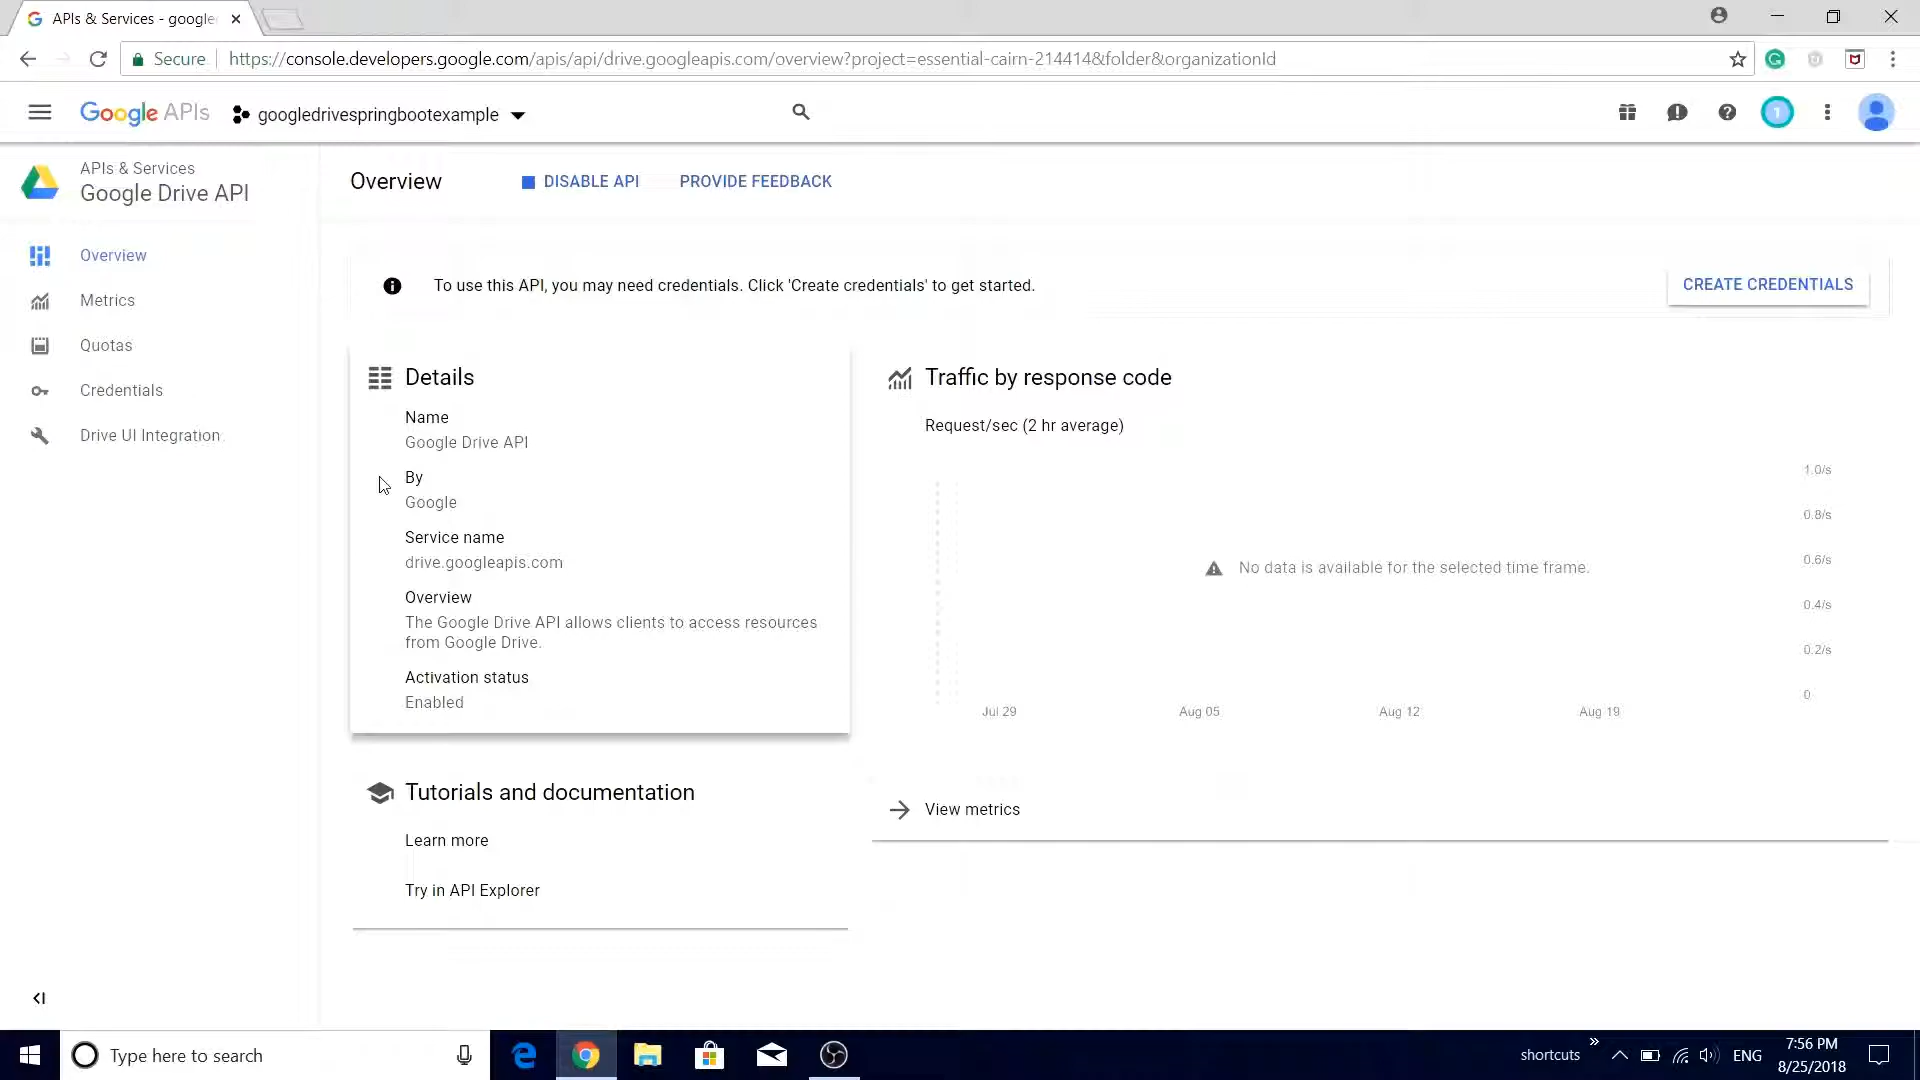 APIs & Services - google
Secure
https://console.developers.google.com/apis/api/drive.googleapis.com/overview?project=essential-cairn-214414&folder&organizationId
Google APIs
googledrivespringbootexample
1
APIs & Services
Google Drive API
Overview
DISABLE API
PROVIDE FEEDBACK
Overview
Metrics
Quotas
Credentials
Drive UI Integration
To use this API, you may need credentials. Click 'Create credentials' to get started.
CREATE CREDENTIALS
Details
Name
Google Drive API
By
Google
Service name
drive.googleapis.com
Overview
The Google Drive API allows clients to access resources
from Google Drive.
Activation status
Enabled
Traffic by response code
Request/sec (2 hr average)
1.0/s
0.8/s
No data is available for the selected time frame.
0.6/s
0.4/s
0.2/s
0
Jul 29
Aug 05
Aug 12
Aug 19
View metrics
Tutorials and documentation
Learn more
Try in API Explorer
Type here to search
shortcuts
ENG
7:56 PM
8/25/2018